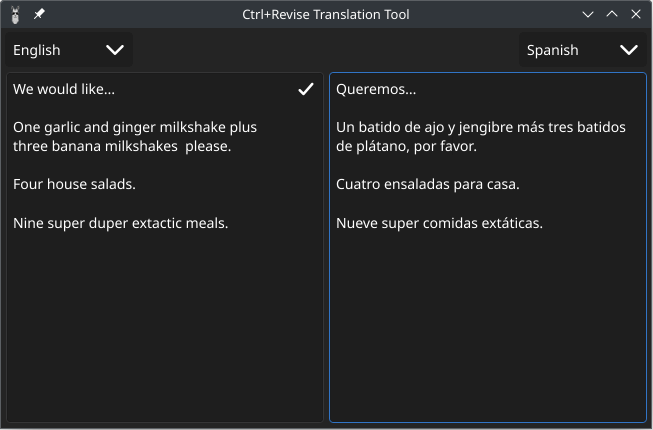 Ctrl+Revise Translation Tool
English
Spanish
We would like...
One garlic and ginger milkshake plus
three banana milkshakes  please.
Four house salads.
Nine super duper extactic meals.
Queremos...
Un batido de ajo y jengibre más tres batidos
de plátano, por favor.
Cuatro ensaladas para casa.
Nueve super comidas extáticas.